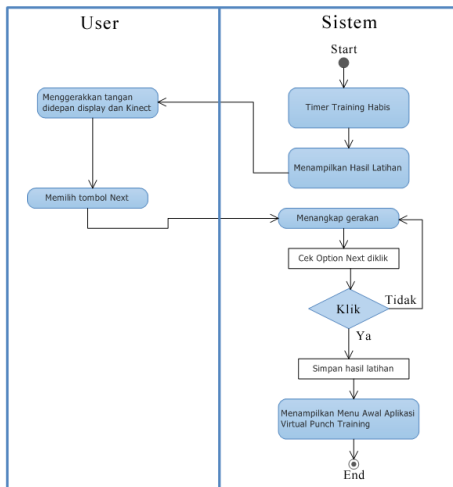 User
Sistem
Start
Timer Training Habis
Menampilkan Hasil Latihan
Menggerakkan tangan
didepan display dan Kinect
Memilih tombol Next
Menangkap gerakan
Cek Option Next diklik
Klik
Tidak
Ya
Simpan hasil latihan
Menampilkan Menu Awal Aplikasi
Virtual Punch Training
End